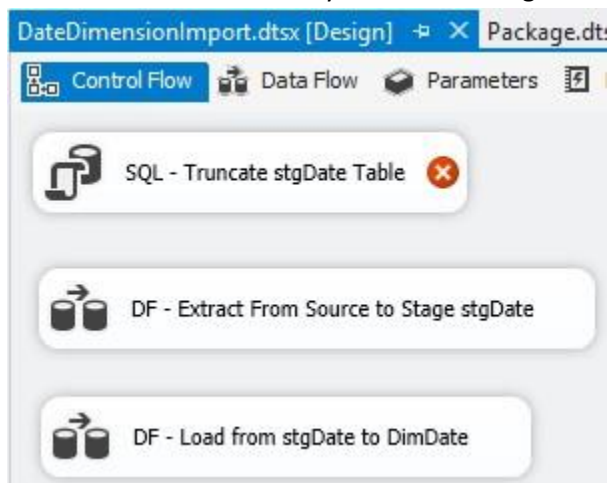 DateDimensionImport.dtsx [Design] Package.dts
Control Flow Data Flow Parameters
SQL - Truncate stgDate Table
DF - Extract From Source to Stage stgDate
DF - Load from stgDate to DimDate